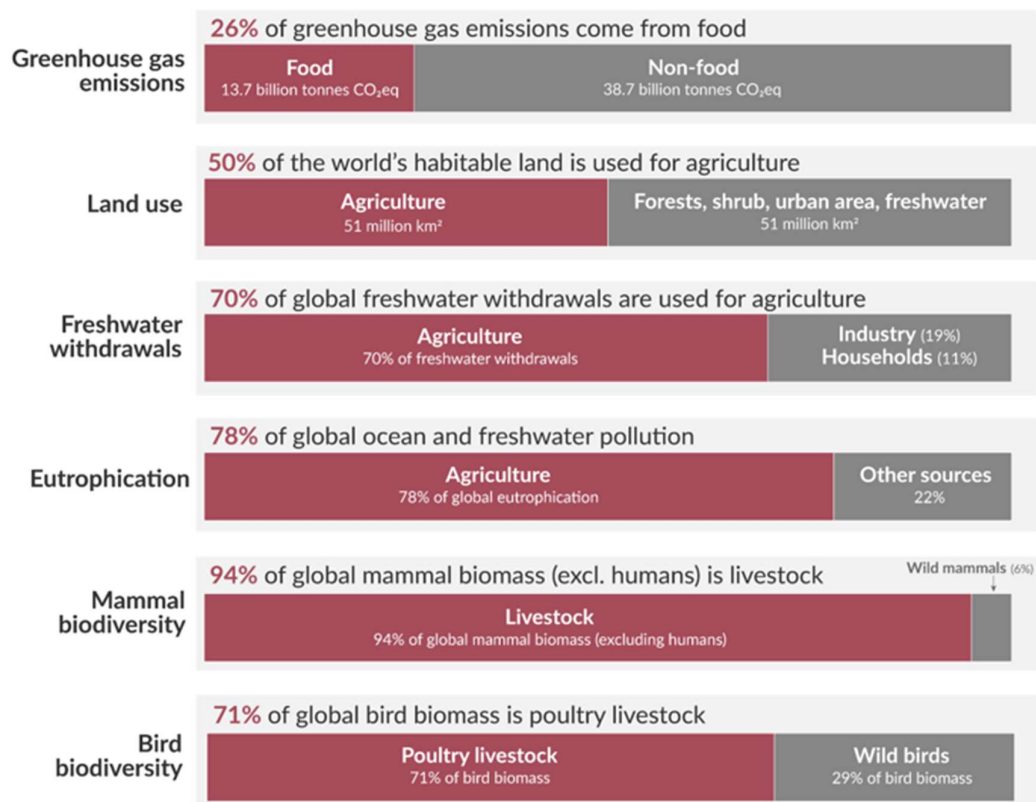 26% of greenhouse gas emissions come from food
Greenhouse gas
emissions
Food
13.7 billion tonnes CO₂eq
Non-food
38.7 billion tonnes CO₂eq
50% of the world's habitable land is used for agriculture
Land use
Agriculture
51 million km²
Forests, shrub, urban area, freshwater
51 million km²
70% of global freshwater withdrawals are used for agriculture
Freshwater
withdrawals
Agriculture
70% of freshwater withdrawals
Industry (19%)
Households (11%)
78% of global ocean and freshwater pollution
Eutrophication
Agriculture
78% of global eutrophication
Other sources
22%
94% of global mammal biomass (excl. humans) is livestock
Wild mammals (6%)
Mammal
biodiversity
Livestock
94% of global mammal biomass (excluding humans)
71% of global bird biomass is poultry livestock
Bird
biodiversity
Poultry livestock
71% of bird biomass
Wild birds
29% of bird biomass